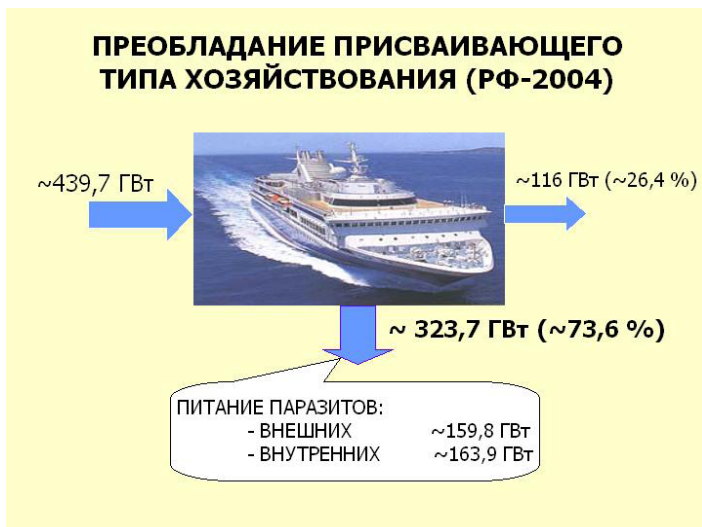 ПРЕОБЛАДАНИЕ ПРИСВАИВАЮЩЕГО
ТИПА ХОЗЯЙСТВОВАНИЯ (РФ-2004)
~439,7 ГВт
~116 ГВт (~26,4 %)
~ 323,7 ГВт (~73,6 %)
ПИТАНИЕ ПАРАЗИТОВ:
- ВНЕШНИХ ~159,8 ГВт
- ВНУТРЕННИХ ~163,9 ГВт